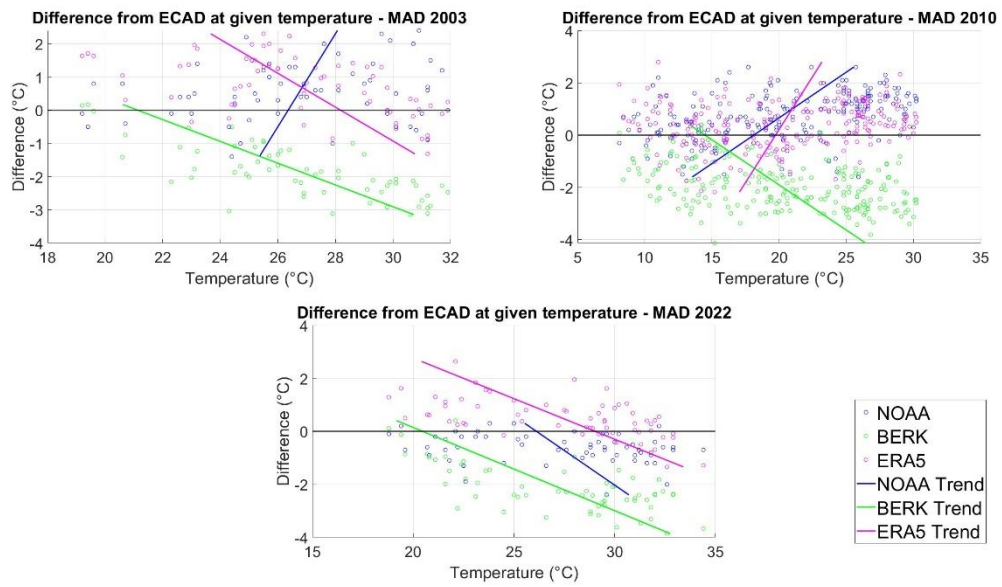 Difference from ECAD at given temperature - MAD 2003
Difference (°C)
2
1
0
-1
-2
-3
-4
18 20 22 24 26 28 30 32
Temperature (°C)
Difference from ECAD at given temperature - MAD 2010
Difference (°C)
4
2
0
-2
-4
5 10 15 20 25 30 35
Temperature (°C)
Difference from ECAD at given temperature - MAD 2022
Difference (°C)
4
2
0
-2
-4
15 20 25 30 35
Temperature (°C)
NOAA
BERK
ERA5
NOAA Trend
BERK Trend
ERA5 Trend